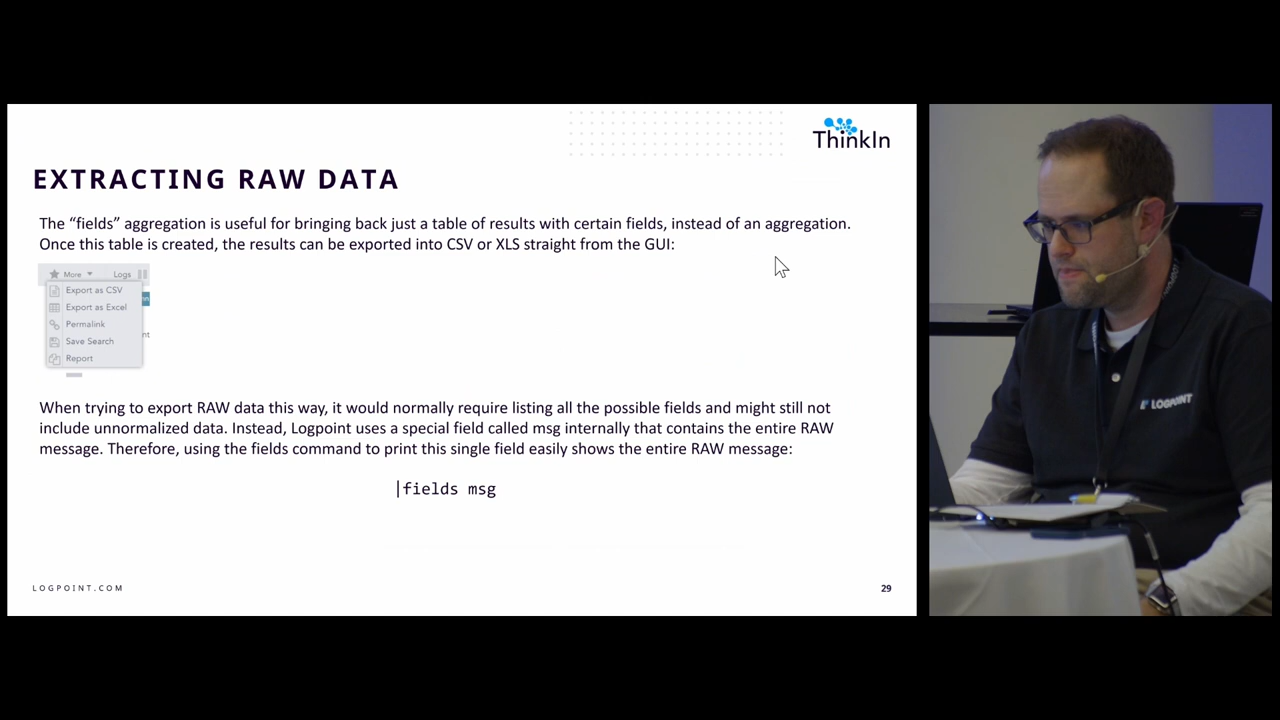 ThinkIn
EXTRACTING RAW DATA
The “fields” aggregation is useful for bringing back just a table of results with certain fields, instead of an aggregation.
Once this table is created, the results can be exported into CSV or XLS straight from the GUI:
More
Logs
Export as CSV
Export as Excel
Permalink
Save Search
Report
When trying to export RAW data this way, it would normally require listing all the possible fields and might still not
include unnormalized data. Instead, Logpoint uses a special field called msg internally that contains the entire RAW
message. Therefore, using the fields command to print this single field easily shows the entire RAW message:
|fields msg
LOGPOINT.COM
29
LOGPOINT